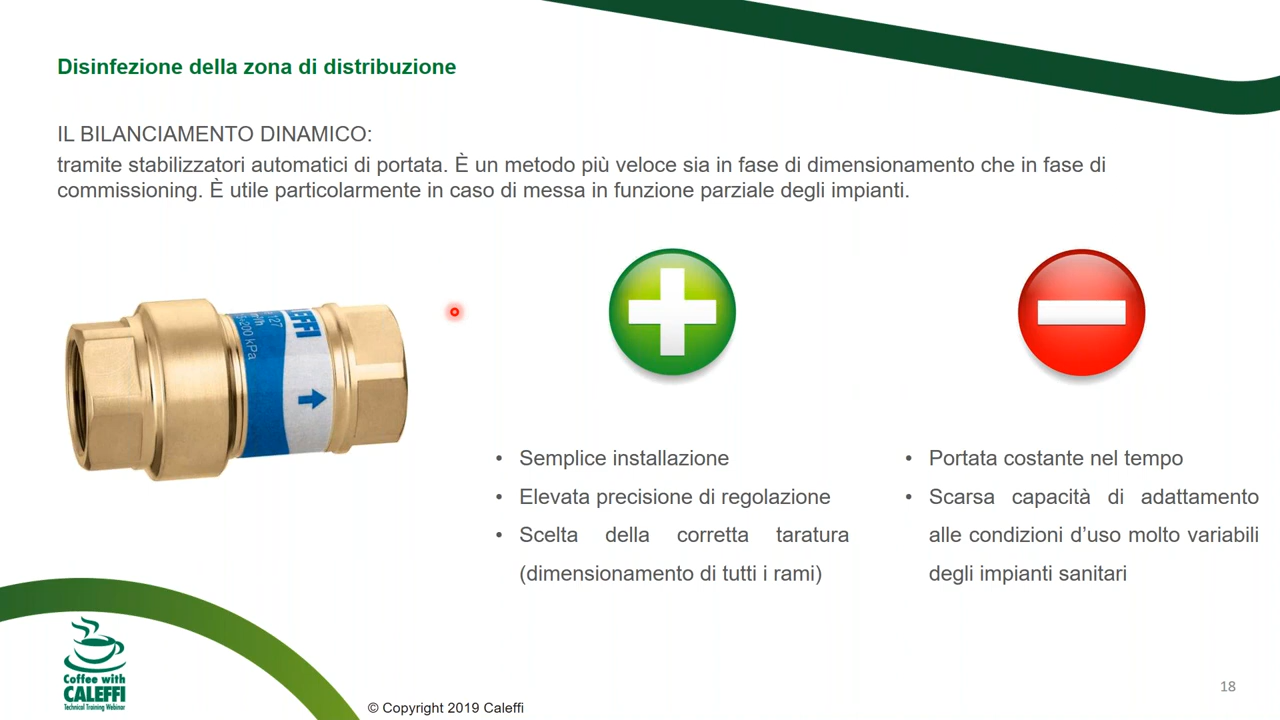 Disinfezione della zona di distribuzione
IL BILANCIAMENTO DINAMICO:
tramite stabilizzatori automatici di portata. È un metodo più veloce sia in fase di dimensionamento che in fase di
commissioning. È utile particolarmente in caso di messa in funzione parziale degli impianti.
• Semplice installazione
• Elevata precisione di regolazione
• Scelta della corretta taratura
(dimensionamento di tutti i rami)
• Portata costante nel tempo
• Scarsa capacità di adattamento
alle condizioni d’uso molto variabili
degli impianti sanitari
Coffee with
CALEFFI
Technical Training Webinar
© Copyright 2019 Caleffi
18